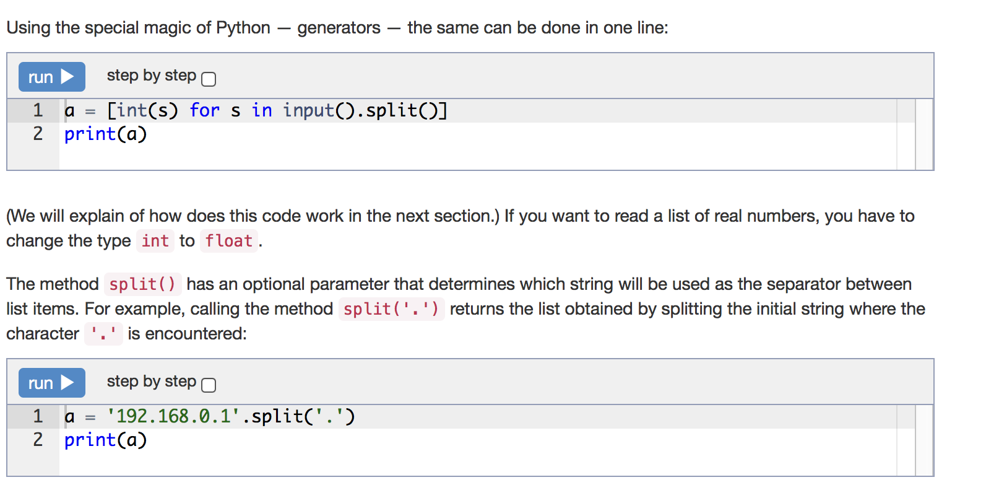 Using the special magic of Python — generators — the same can be done in one line:
run step by step
1 a = [int(s) for s in input().split()]
2 print(a)
(We will explain of how does this code work in the next section.) If you want to read a list of real numbers, you have to
change the type int to float.
The method split() has an optional parameter that determines which string will be used as the separator between
list items. For example, calling the method split('.') returns the list obtained by splitting the initial string where the
character '.' is encountered:
run step by step
1 a = '192.168.0.1'.split('.')
2 print(a)